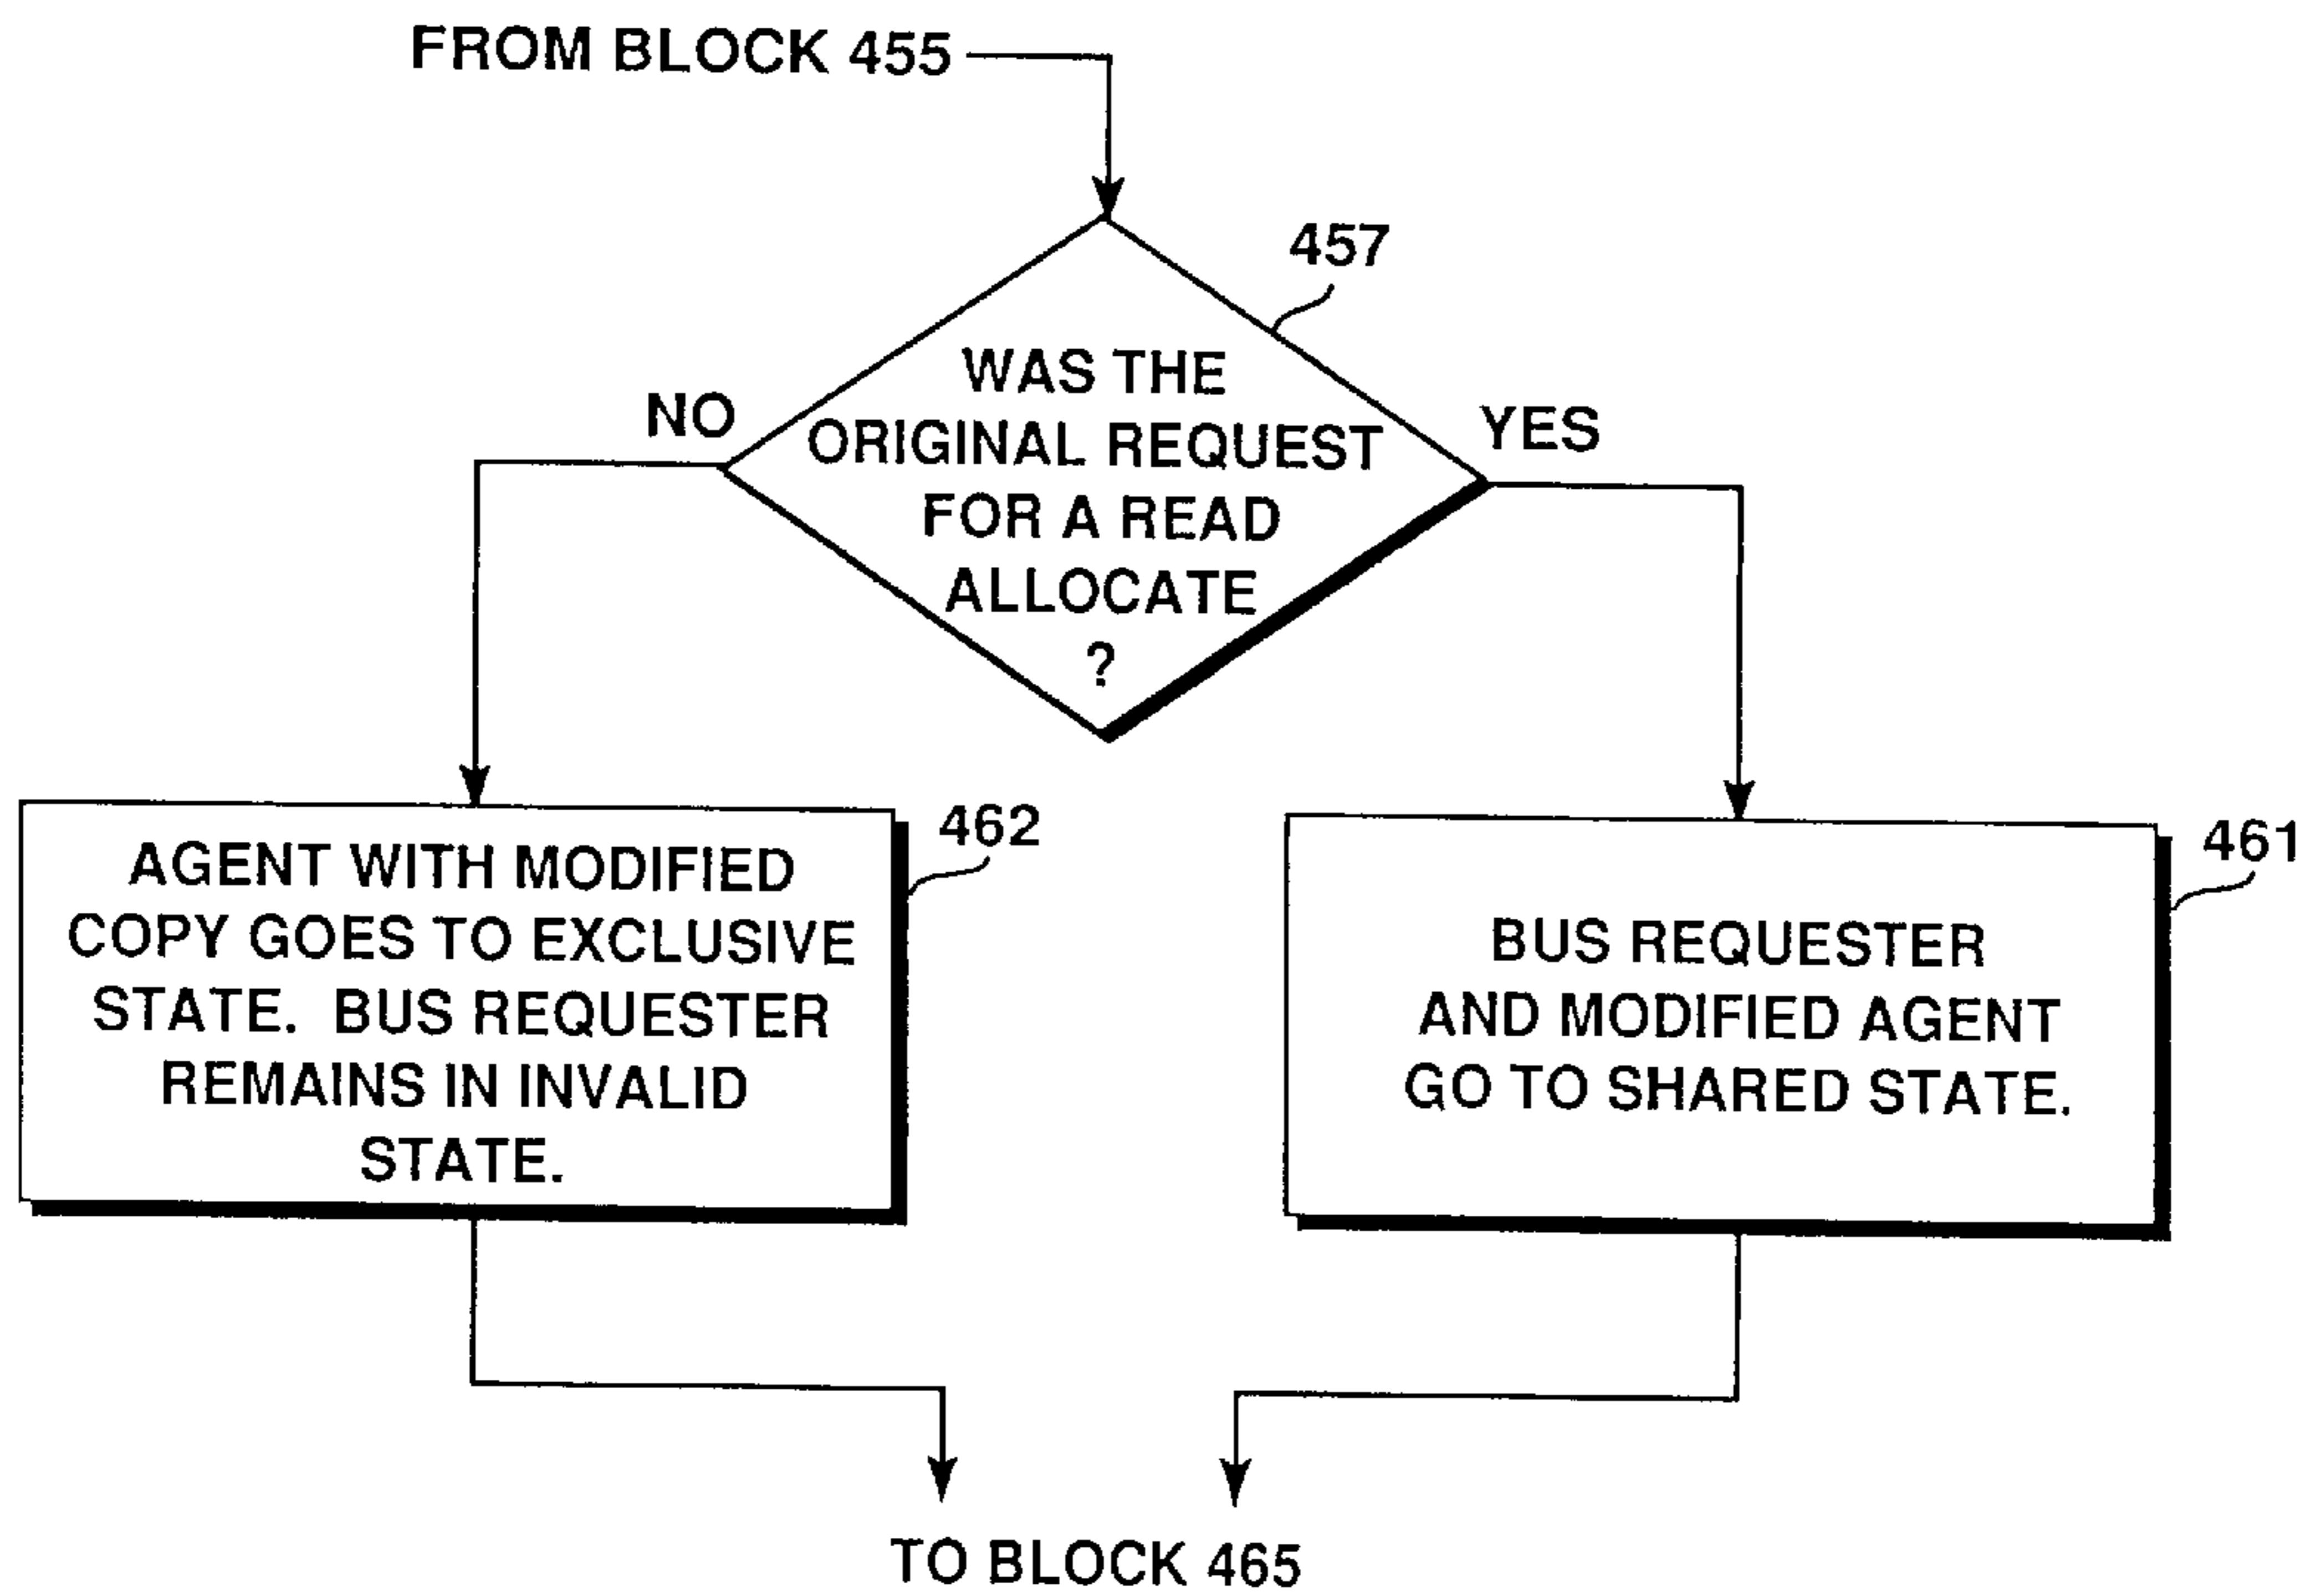 FROM BLOCK 455
457
WAS THE
ORIGINAL REQUEST
FOR A READ
ALLOCATE
?
NO
YES
462
AGENT WITH MODIFIED
COPY GOES TO EXCLUSIVE
STATE. BUS REQUESTER
REMAINS IN INVALID
STATE.
461
BUS REQUESTER
AND MODIFIED AGENT
GO TO SHARED STATE.
TO BLOCK 465